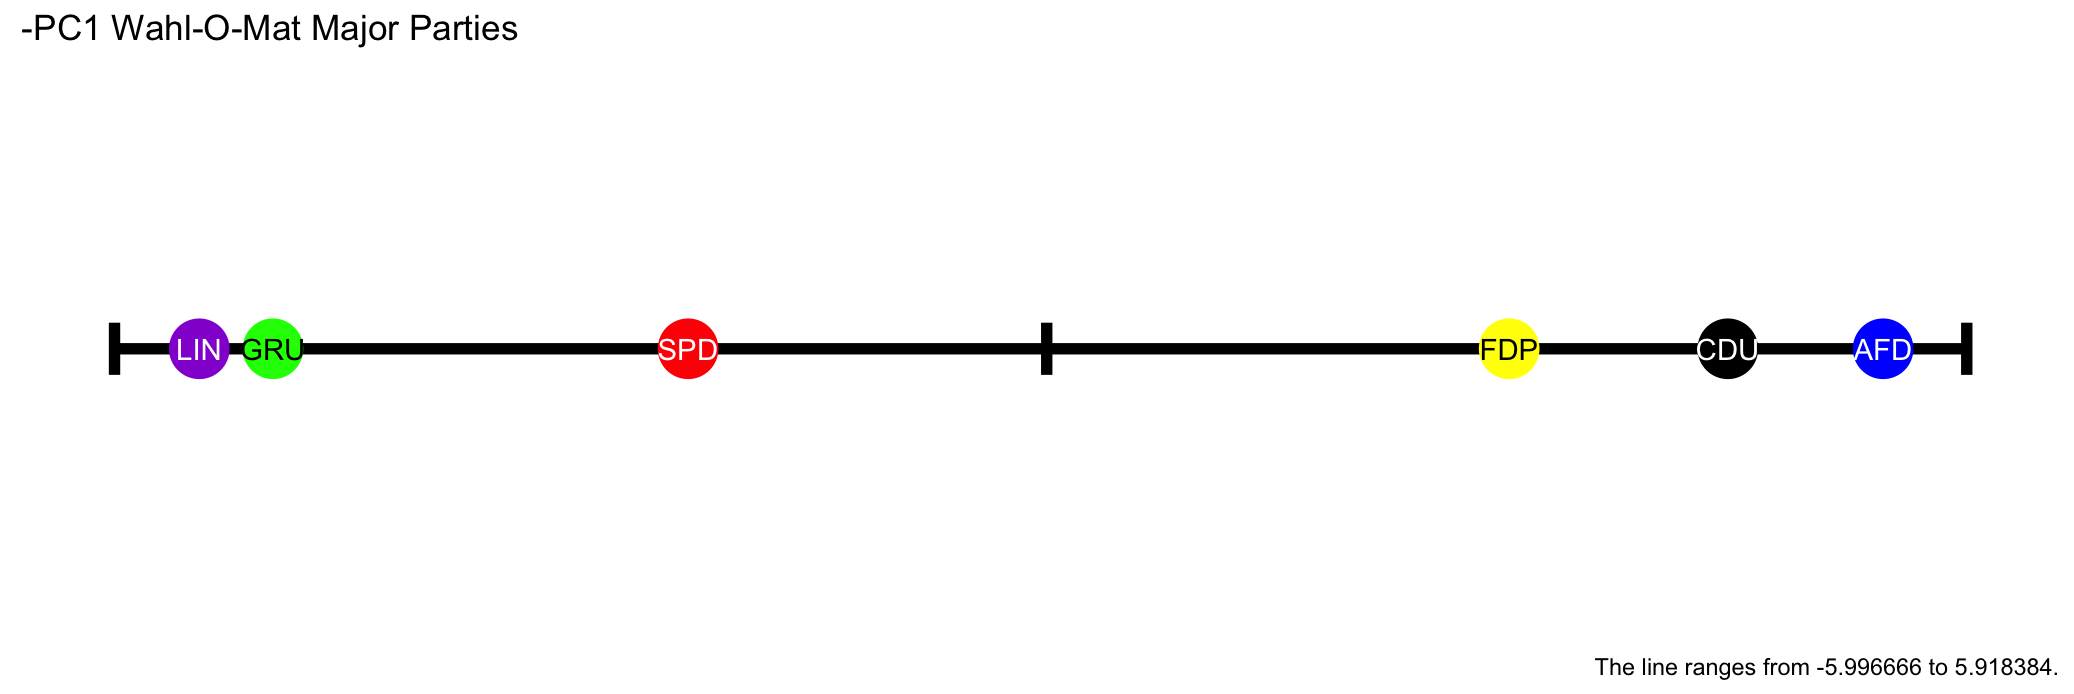 -PC1 Wahl-O-Mat Major Parties
LIN GRU SPD FDP CDU AFD
The line ranges from -5.996666 to 5.918384.